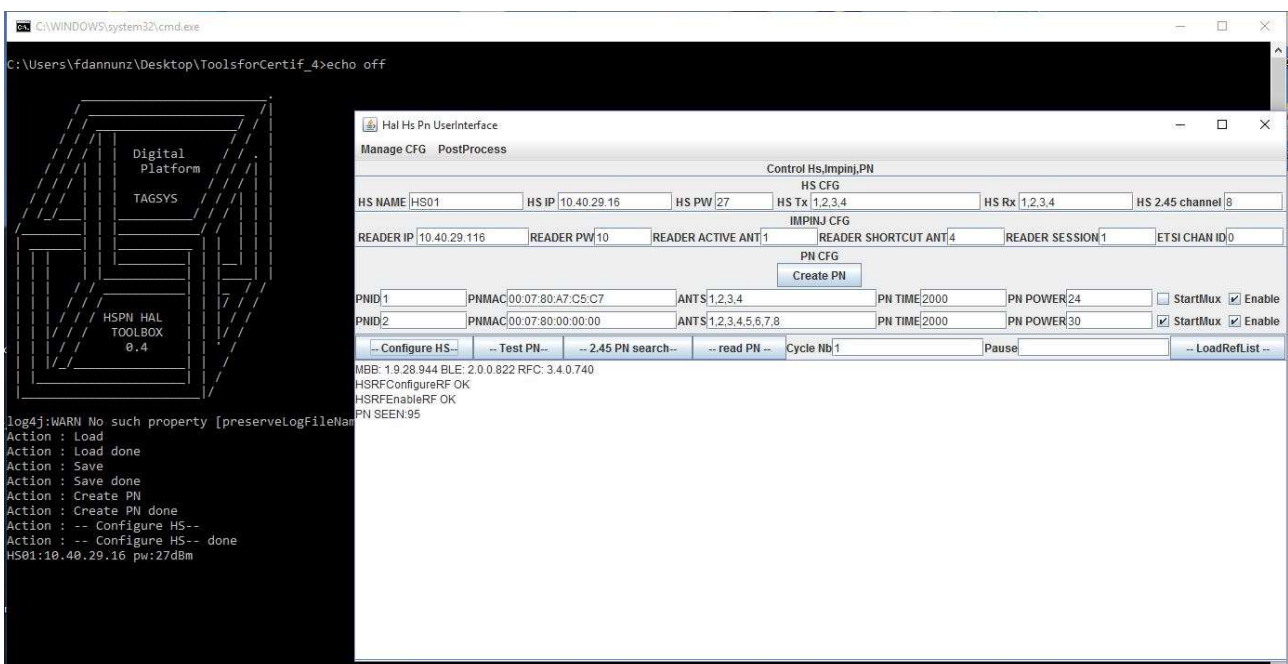 C:\WINDOWS\system32\cmd.exe
C:\Users\fdannunz\Desktop\ToolsforCertif_4>echo off
Digital
Platform
TAGSYS
HSPN HAL
TOOLBOX
0.4
log4j:WARN No such property [preserveLogFileNam
Action : Load
Action : Load done
Action : Save
Action : Save done
Action : Create PN
Action : Create PN done
Action : -- Configure HS--
Action : -- Configure HS-- done
HS01:10.40.29.16 pw:27dBm
Hal Hs Pn UserInterface
Manage CFG PostProcess
Control Hs,Impinj,PN
HS CFG
HS NAME HS01 HS IP 10.40.29.16 HS PW 27 HS Tx 1,2,3,4 HS Rx 1,2,3,4 HS 2.45 channel 8
IMPINJ CFG
READER IP 10.40.29.116 READER PW 10 READER ACTIVE ANT 1 READER SHORTCUT ANT 4 READER SESSION 1 ETSI CHAN ID 0
PN CFG
Create PN
PNID 1 PNMAC 00:07:80:A7:C5:C7 ANTS 1,2,3,4 PN TIME 2000 PN POWER 24 StartMux Enable
PNID 2 PNMAC 00:07:80:00:00:00 ANTS 1,2,3,4,5,6,7,8 PN TIME 2000 PN POWER 30 StartMux Enable
-- Configure HS-- -- Test PN-- -- 2.45 PN search-- -- read PN -- Cycle Nb 1 Pause -- LoadRefList --
MBB: 1.9.28.944 BLE: 2.0.0.822 RFC: 3.4.0.740
HSRFConfigureRF OK
HSRFEnableRF OK
PN SEEN:95